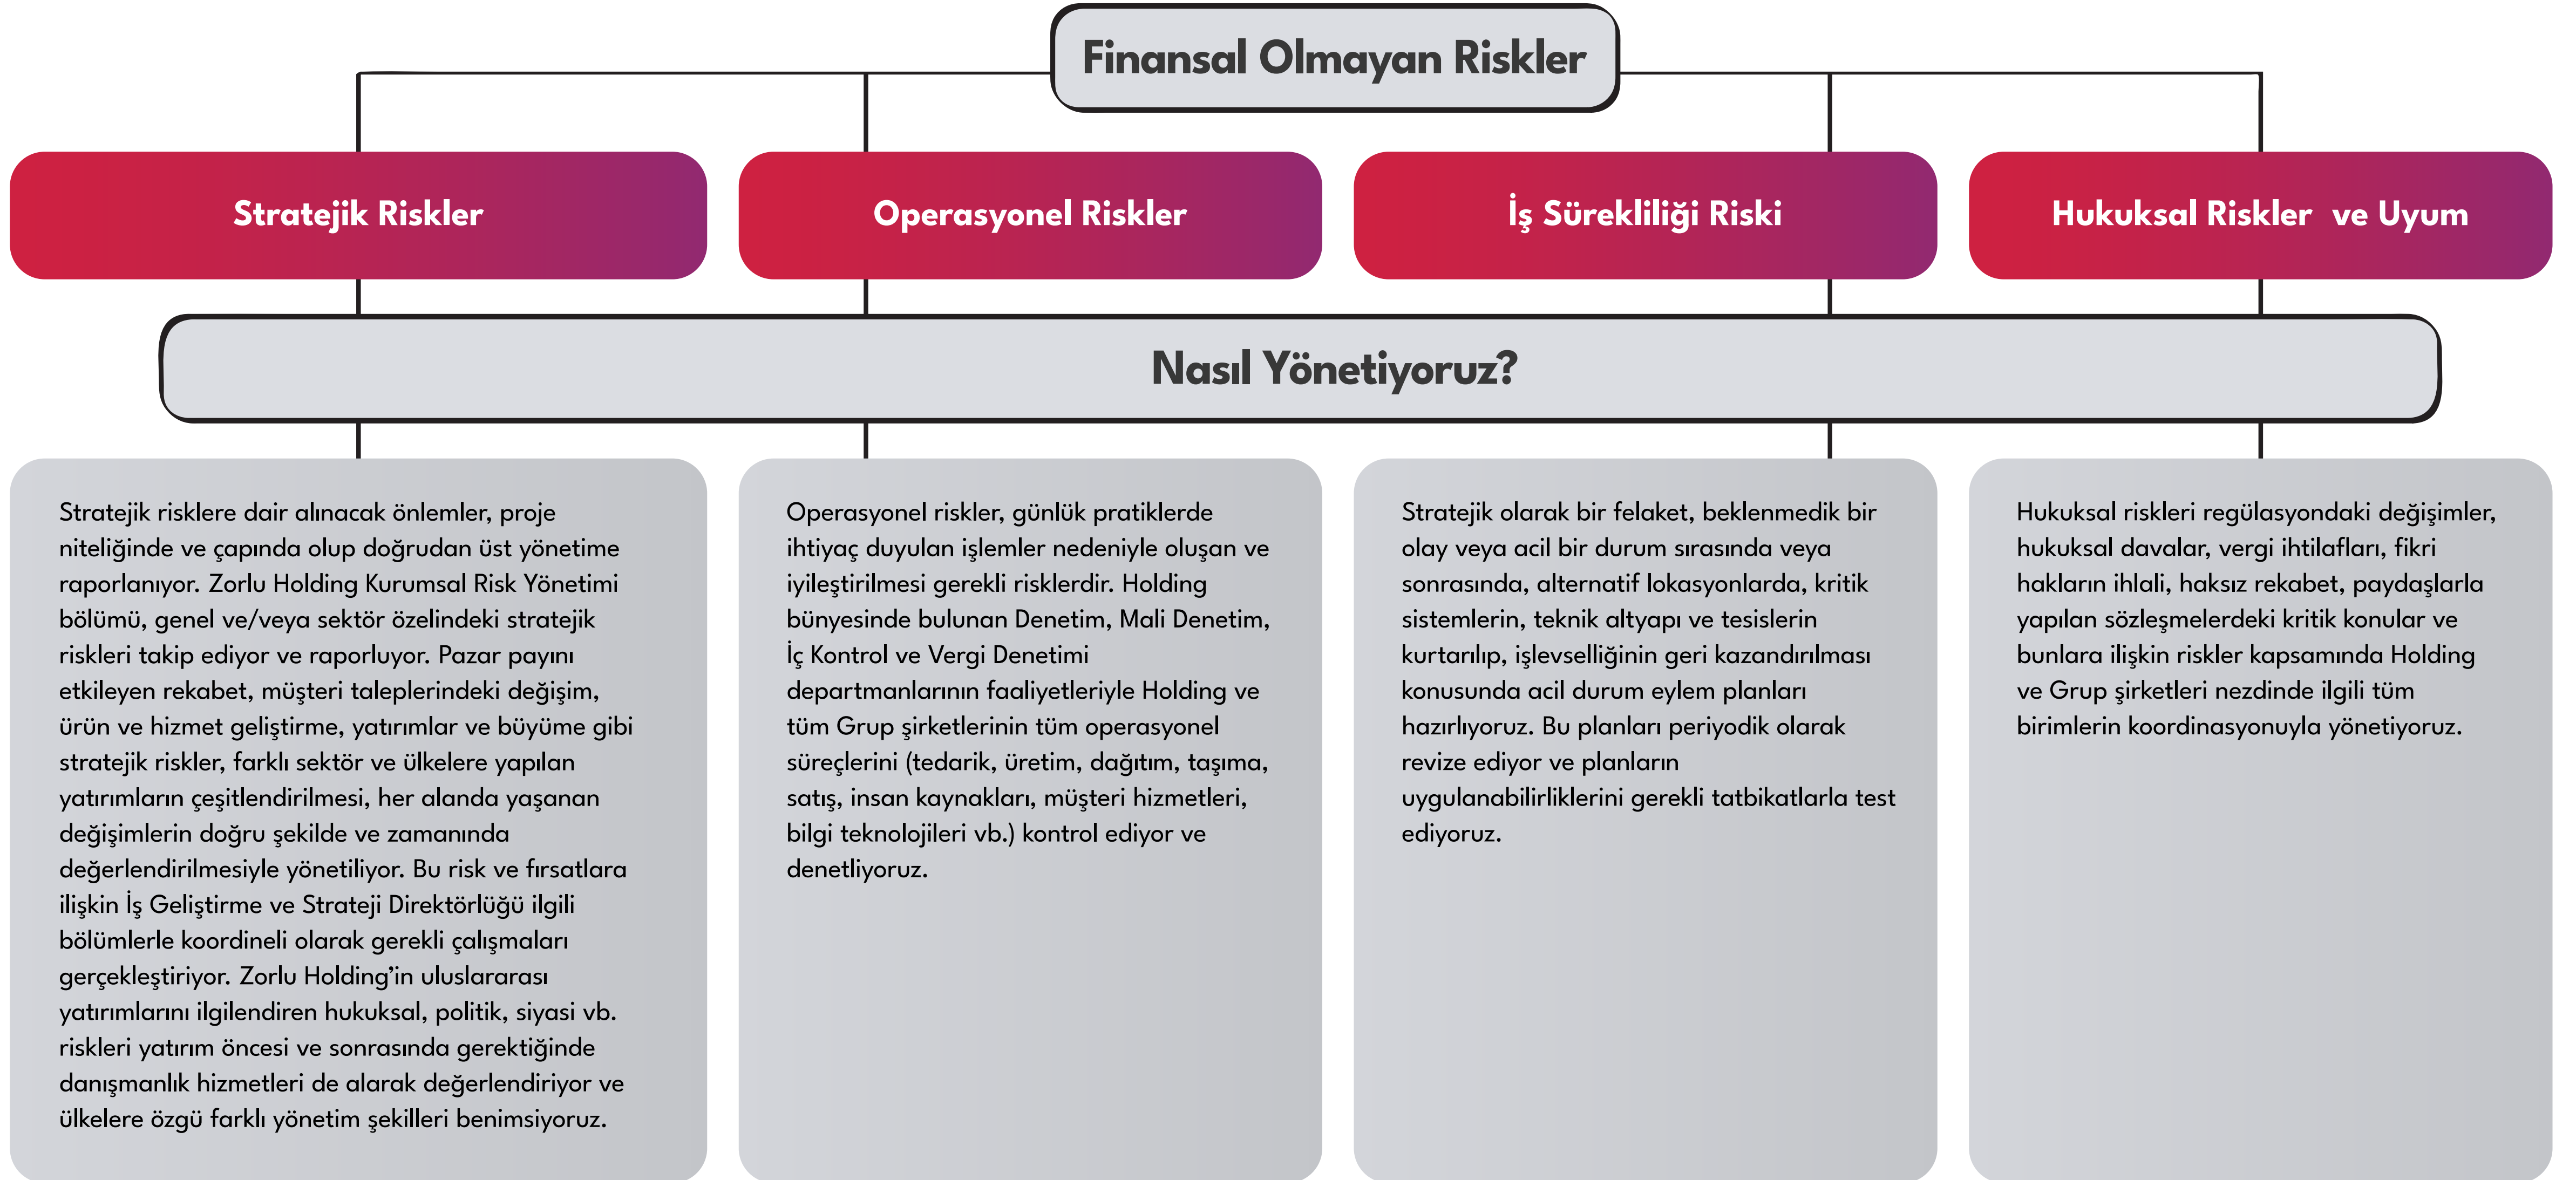 Finansal Olmayan Riskler
Stratejik Riskler
Operasyonel Riskler
İş Sürekliliği Riski
Hukuksal Riskler ve Uyum
Nasıl Yönetiyoruz?
Stratejik risklere dair alınacak önlemler, proje
niteliğinde ve çapında olup doğrudan üst yönetime
raporlanıyor. Zorlu Holding Kurumsal Risk Yönetimi
bölümü, genel ve/veya sektör özelindeki stratejik
riskleri takip ediyor ve raporluyor. Pazar payını
etkileyen rekabet, müşteri taleplerindeki değişim,
ürün ve hizmet geliştirme, yatırımlar ve büyüme gibi
stratejik riskler, farklı sektör ve ülkelere yapılan
yatırımların çeşitlendirilmesi, her alanda yaşanan
değişimlerin doğru şekilde ve zamanında
değerlendirilmesiyle yönetiliyor. Bu risk ve fırsatlara
ilişkin İş Geliştirme ve Strateji Direktörlüğü ilgili
bölümlerle koordineli olarak gerekli çalışmaları
gerçekleştiriyor. Zorlu Holding’in uluslararası
yatırımlarını ilgilendiren hukuksal, politik, siyasi vb.
riskleri yatırım öncesi ve sonrasında gerektiğinde
danışmanlık hizmetleri de alarak değerlendiriyor ve
ülkelere özgü farklı yönetim şekilleri benimsiyoruz.
Operasyonel riskler, günlük pratiklerde
ihtiyaç duyulan işlemler nedeniyle oluşan ve
iyileştirilmesi gerekli risklerdir. Holding
bünyesinde bulunan Denetim, Mali Denetim,
İç Kontrol ve Vergi Denetimi
departmanlarının faaliyetleriyle Holding ve
tüm Grup şirketlerinin tüm operasyonel
süreçlerini (tedarik, üretim, dağıtım, taşıma,
satış, insan kaynakları, müşteri hizmetleri,
bilgi teknolojileri vb.) kontrol ediyor ve
denetliyoruz.
Stratejik olarak bir felaket, beklenmedik bir
olay veya acil bir durum sırasında veya
sonrasında, alternatif lokasyonlarda, kritik
sistemlerin, teknik altyapı ve tesislerin
kurtarılıp, işlevselliğinin geri kazandırılması
konusunda acil durum eylem planları
hazırlıyoruz. Bu planları periyodik olarak
revize ediyor ve planların
uygulanabilirliklerini gerekli tatbikatlarla test
ediyoruz.
Hukuksal riskleri regülasyondaki değişimler,
hukuksal davalar, vergi ihtilafları, fikri
hakların ihlali, haksız rekabet, paydaşlarla
yapılan sözleşmelerdeki kritik konular ve
bunlara ilişkin riskler kapsamında Holding
ve Grup şirketleri nezdinde ilgili tüm
birimlerin koordinasyonuyla yönetiyoruz.